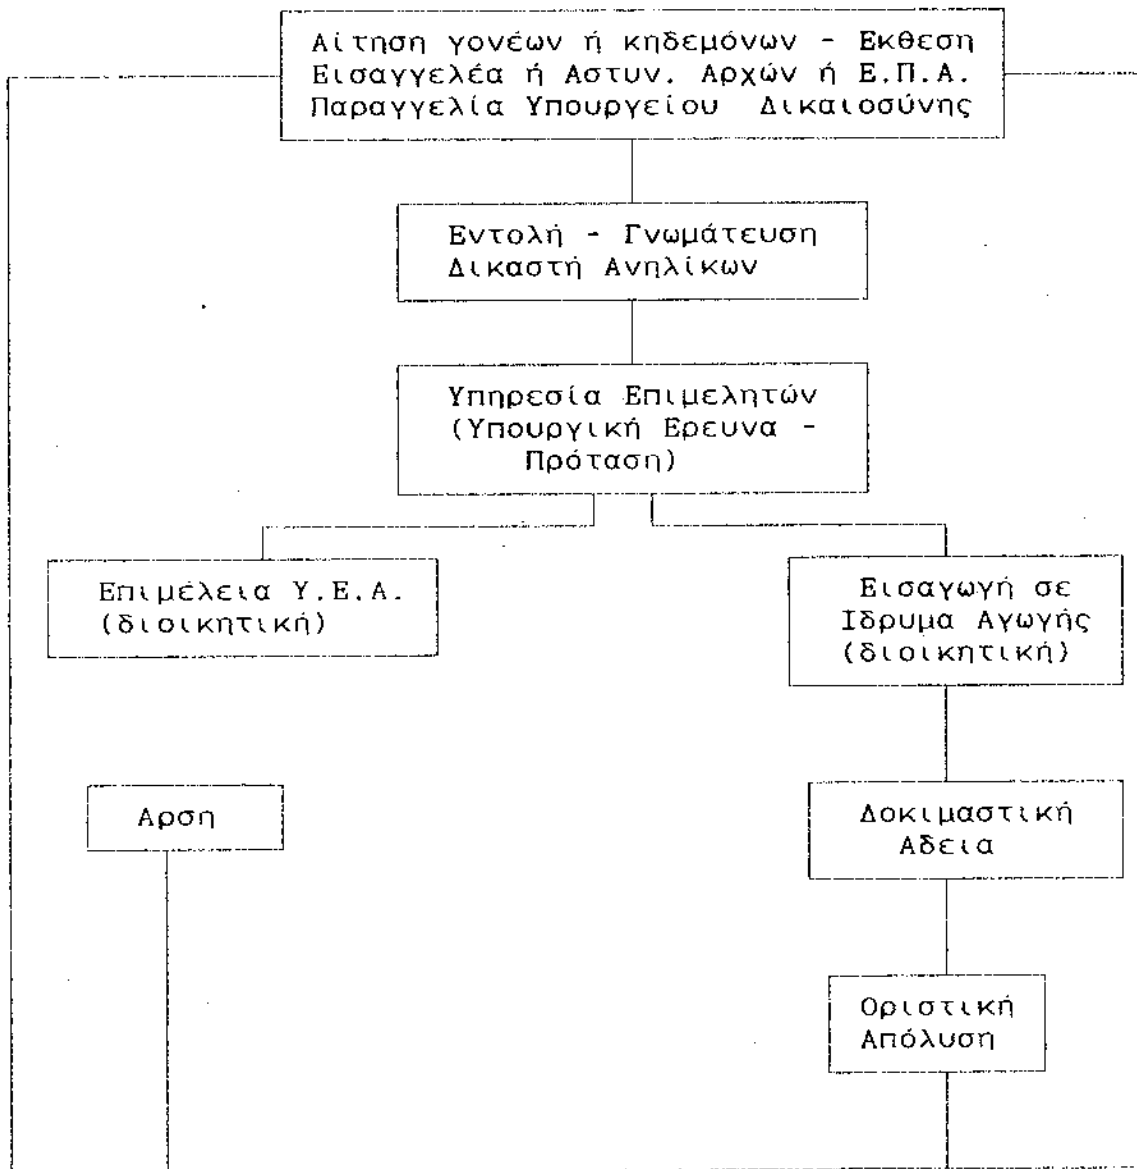 Αίτηση γονέων ή κηδεμόνων - Εκθεση
Εισαγγελέα ή Αστυν. Αρχών ή Ε.Π.Α.
Παραγγελία Υπουργείου Δικαιοσύνης
Εντολή - Γνωμάτευση
Δικαστή Ανηλίκων
Υπηρεσία Επιμελητών
(Υπουργική Ερευνα -
Πρόταση)
Επιμέλεια Υ.Ε.Α.
(διοικητική)
Εισαγωγή σε
Ιδρυμα Αγωγής
(διοικητική)
Αρση
Δοκιμαστική
Αδεια
Οριστική
Απόλυση